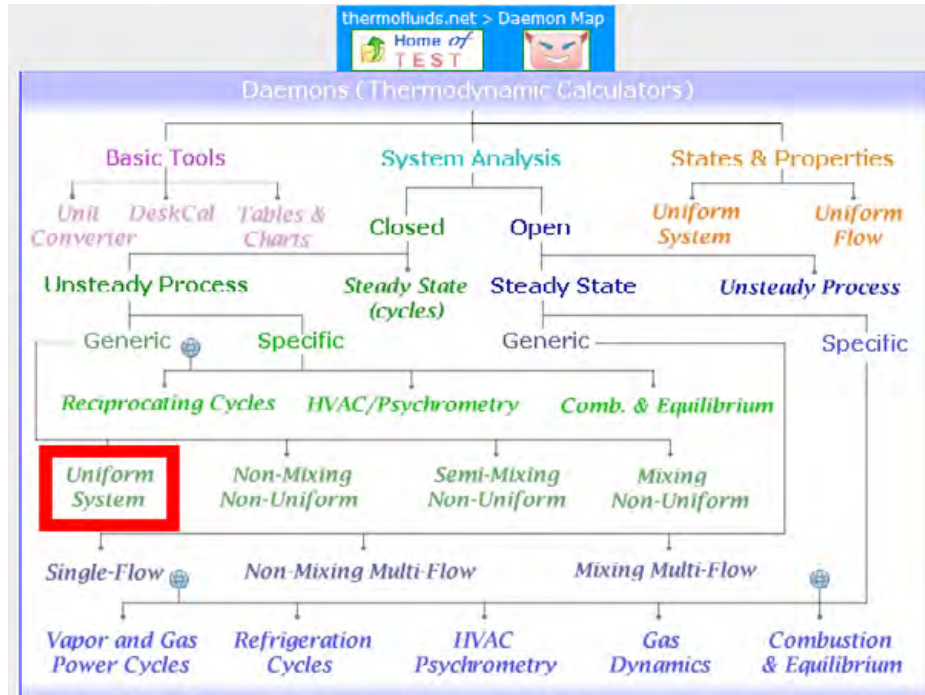 thermofluids.net > Daemon Map
Home of
TEST
Daemons (Thermodynamic Calculators)
Basic Tools
System Analysis
States & Properties
Unit
Converter
DeskCal
Tables &
Charts
Closed
Open
Uniform
System
Uniform
Flow
Unsteady Process
Steady State
(cycles)
Steady State
Unsteady Process
Generic
Specific
Generic
Specific
Reciprocating Cycles
HVAC/Psychrometry
Comb. & Equilibrium
Uniform
System
Non-Mixing
Non-Uniform
Semi-Mixing
Non-Uniform
Mixing
Non-Uniform
Single-Flow
Non-Mixing Multi-Flow
Mixing Multi-Flow
Vapor and Gas
Power Cycles
Refrigeration
Cycles
HVAC
Psychrometry
Gas
Dynamics
Combustion
& Equilibrium